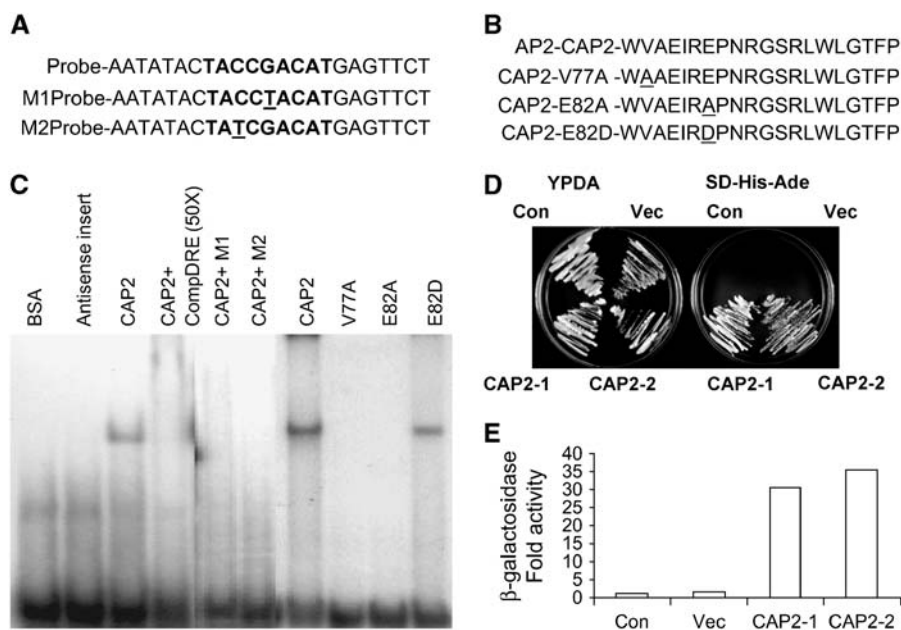 A
Probe-AATATACTACCGACATGAGTTCT
M1Probe-AATATACTACCTACATGAGTTCT
M2Probe-AATATACTATCGACATGAGTTCT
B
AP2-CAP2-WVAEIREPNRGSRLWLGTFP
CAP2-V77A -WAAEIREPNRGSRLWLGTFP
CAP2-E82A -WVAEIRAPNRGSRLWLGTFP
CAP2-E82D -WVAEIRDPNRGSRLWLGTFP
C
BSA
Antisense insert
CAP2
CAP2+
CompDRE (50X)
CAP2+ M1
CAP2+ M2
CAP2
V77A
E82A
E82D
D
YPDA SD-His-Ade
Con Vec Con Vec
CAP2-1 CAP2-2 CAP2-1 CAP2-2
E
β-galactosidase
Fold activity
40
35
30
25
20
15
10
5
0
Con Vec CAP2-1 CAP2-2